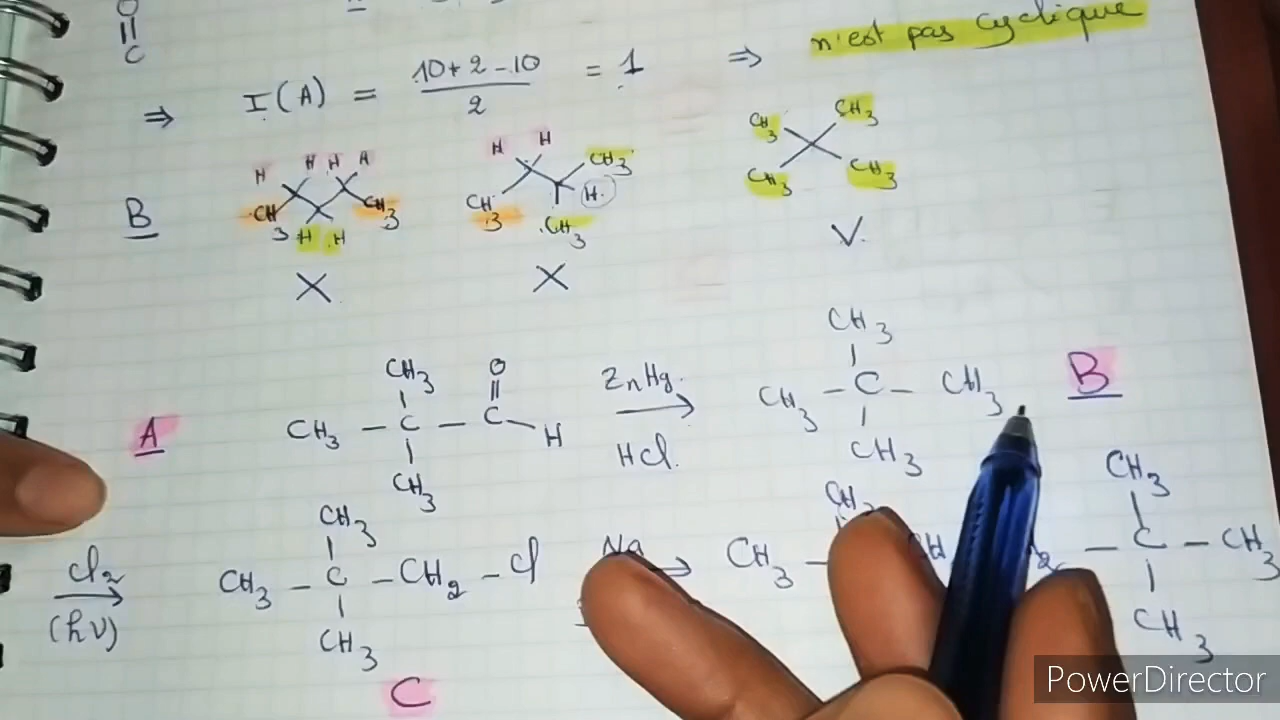 O
||
C
n'est pas cyclique
⇒ I(A) = (10+2-10)/2 = 1 ⇒
B
H H H H
CH3 CH3
H H
X
H H
CH3 CH3
H
CH3
X
CH3 CH3
CH3 CH3
V
A
CH3 O
CH3 - C - C - H
CH3
ZnHg
→
HCl
CH3
CH3 - C - CH3
CH3
B
Cl2
→
(hν)
CH3
CH3 - C - CH2 - Cl
CH3
C
Na
→
CH3 -
CH3
- C - CH3
CH3
PowerDirector